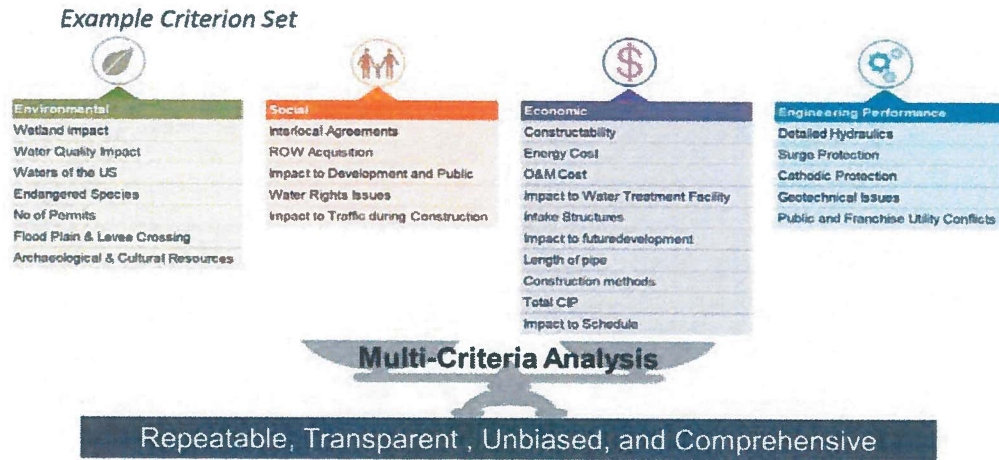 Example Criterion Set
Environmental
Wetland Impact
Water Quality Impact
Waters of the US
Endangered Species
No of Permits
Flood Plain & Levee Crossing
Archaeological & Cultural Resources
Social
Interlocal Agreements
ROW Acquisition
Impact to Development and Public
Water Rights Issues
Impact to Traffic during Construction
$
Economic
Constructability
Energy Cost
O&M Cost
Impact to Water Treatment Facility
Intake Structures
Impact to futuredevelopment
Length of pipe
Construction methods
Total CIP
Impact to Schedule
Engineering Performance
Detailed Hydraulics
Surge Protection
Cathodic Protection
Geotechnical Issues
Public and Franchise Utility Conflicts
Multi-Criteria Analysis
Repeatable, Transparent , Unbiased, and Comprehensive